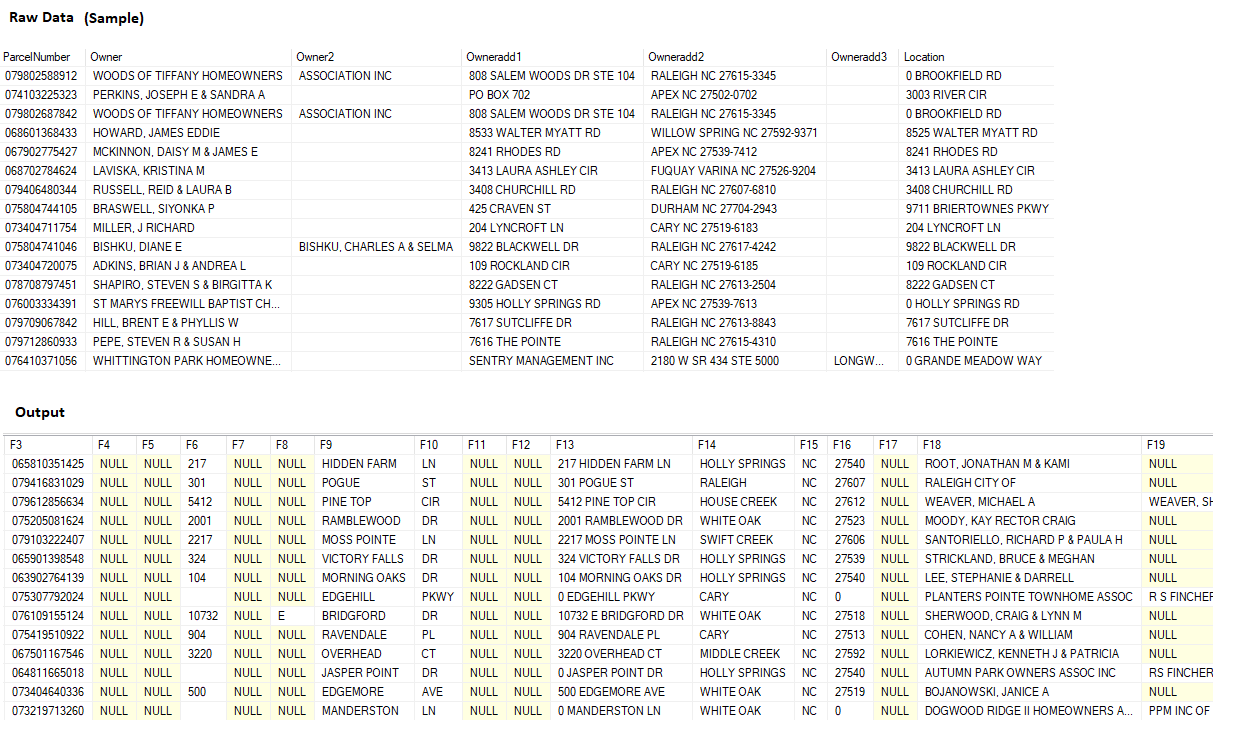 Raw Data (Sample)
ParcelNumber Owner Owner2 Owneradd1 Owneradd2 Owneradd3 Location
079802588912 WOODS OF TIFFANY HOMEOWNERS ASSOCIATION INC 808 SALEM WOODS DR STE 104 RALEIGH NC 27615-3345 0 BROOKFIELD RD
074103225323 PERKINS, JOSEPH E & SANDRA A PO BOX 702 APEX NC 27502-0702 3003 RIVER CIR
079802687842 WOODS OF TIFFANY HOMEOWNERS ASSOCIATION INC 808 SALEM WOODS DR STE 104 RALEIGH NC 27615-3345 0 BROOKFIELD RD
068601368433 HOWARD, JAMES EDDIE 8533 WALTER MYATT RD WILLOW SPRING NC 27592-9371 8525 WALTER MYATT RD
067902775427 MCKINNON, DAISY M & JAMES E 8241 RHODES RD APEX NC 27539-7412 8241 RHODES RD
068702784624 LAVISKA, KRISTINA M 3413 LAURA ASHLEY CIR FUQUAY VARINA NC 27526-9204 3413 LAURA ASHLEY CIR
079406480344 RUSSELL, REID & LAURA B 3408 CHURCHILL RD RALEIGH NC 27607-6810 3408 CHURCHILL RD
075804744105 BRASWELL, SIYONKA P 425 CRAVEN ST DURHAM NC 27704-2943 9711 BRIERTOWNES PKWY
073404711754 MILLER, J RICHARD 204 LYNCROFT LN CARY NC 27519-6183 204 LYNCROFT LN
075804741046 BISHKU, DIANE E BISHKU, CHARLES A & SELMA 9822 BLACKWELL DR RALEIGH NC 27617-4242 9822 BLACKWELL DR
073404720075 ADKINS, BRIAN J & ANDREA L 109 ROCKLAND CIR CARY NC 27519-6185 109 ROCKLAND CIR
078708797451 SHAPIRO, STEVEN S & BIRGITTA K 8222 GADSEN CT RALEIGH NC 27613-2504 8222 GADSEN CT
076003334391 ST MARYS FREEWILL BAPTIST CH... 9305 HOLLY SPRINGS RD APEX NC 27539-7613 0 HOLLY SPRINGS RD
079709067842 HILL, BRENT E & PHYLLIS W 7617 SUTCLIFFE DR RALEIGH NC 27613-8843 7617 SUTCLIFFE DR
079712860933 PEPE, STEVEN R & SUSAN H 7616 THE POINTE RALEIGH NC 27615-4310 7616 THE POINTE
076410371056 WHITTINGTON PARK HOMEOWNE... SENTRY MANAGEMENT INC 2180 W SR 434 STE 5000 LONGW... 0 GRANDE MEADOW WAY
Output
F3 F4 F5 F6 F7 F8 F9 F10 F11 F12 F13 F14 F15 F16 F17 F18 F19
065810351425 NULL NULL 217 NULL NULL HIDDEN FARM LN NULL NULL 217 HIDDEN FARM LN HOLLY SPRINGS NC 27540 NULL ROOT, JONATHAN M & KAMI NULL
079416831029 NULL NULL 301 NULL NULL POGUE ST NULL NULL 301 POGUE ST RALEIGH NC 27607 NULL RALEIGH CITY OF NULL
079612856634 NULL NULL 5412 NULL NULL PINE TOP CIR NULL NULL 5412 PINE TOP CIR HOUSE CREEK NC 27612 NULL WEAVER, MICHAEL A WEAVER, SH
075205081624 NULL NULL 2001 NULL NULL RAMBLEWOOD DR NULL NULL 2001 RAMBLEWOOD DR WHITE OAK NC 27523 NULL MOODY, KAY RECTOR CRAIG NULL
079103222407 NULL NULL 2217 NULL NULL MOSS POINTE LN NULL NULL 2217 MOSS POINTE LN SWIFT CREEK NC 27606 NULL SANTORIELLO, RICHARD P & PAULA H NULL
065901398548 NULL NULL 324 NULL NULL VICTORY FALLS DR NULL NULL 324 VICTORY FALLS DR HOLLY SPRINGS NC 27539 NULL STRICKLAND, BRUCE & MEGHAN NULL
063902764139 NULL NULL 104 NULL NULL MORNING OAKS DR NULL NULL 104 MORNING OAKS DR HOLLY SPRINGS NC 27540 NULL LEE, STEPHANIE & DARRELL NULL
075307792024 NULL NULL NULL NULL EDGEHILL PKWY NULL NULL 0 EDGEHILL PKWY CARY NC 0 NULL PLANTERS POINTE TOWNHOME ASSOC R S FINCHER
076109155124 NULL NULL 10732 NULL E BRIDGFORD DR NULL NULL 10732 E BRIDGFORD DR WHITE OAK NC 27518 NULL SHERWOOD, CRAIG & LYNN M NULL
075419510922 NULL NULL 904 NULL NULL RAVENDALE PL NULL NULL 904 RAVENDALE PL CARY NC 27513 NULL COHEN, NANCY A & WILLIAM NULL
067501167546 NULL NULL 3220 NULL NULL OVERHEAD CT NULL NULL 3220 OVERHEAD CT MIDDLE CREEK NC 27592 NULL LORKIEWICZ, KENNETH J & PATRICIA NULL
064811665018 NULL NULL NULL NULL JASPER POINT DR NULL NULL 0 JASPER POINT DR HOLLY SPRINGS NC 27540 NULL AUTUMN PARK OWNERS ASSOC INC RS FINCHER
073404640336 NULL NULL 500 NULL NULL EDGEMORE AVE NULL NULL 500 EDGEMORE AVE WHITE OAK NC 27519 NULL BOJANOWSKI, JANICE A NULL
073219713260 NULL NULL NULL NULL MANDERSTON LN NULL NULL 0 MANDERSTON LN WHITE OAK NC 0 NULL DOGWOOD RIDGE II HOMEOWNERS A... PPM INC OF